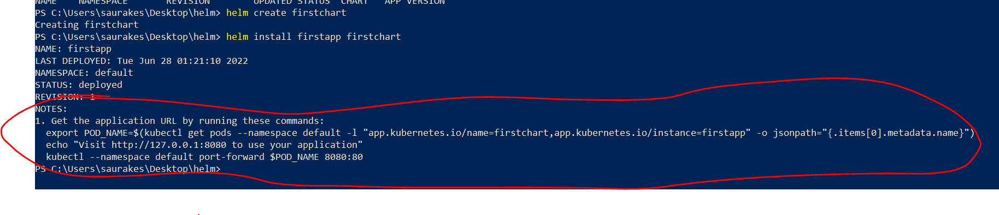 NAME    NAMESPACE       REVISION        UPDATED STATUS  CHART   APP VERSION
PS C:\Users\saurakes\Desktop\helm> helm create firstchart
Creating firstchart
PS C:\Users\saurakes\Desktop\helm> helm install firstapp firstchart
NAME: firstapp
LAST DEPLOYED: Tue Jun 28 01:21:10 2022
NAMESPACE: default
STATUS: deployed
REVISION: 1
NOTES:
1. Get the application URL by running these commands:
  export POD_NAME=$(kubectl get pods --namespace default -l "app.kubernetes.io/name=firstchart,app.kubernetes.io/instance=firstapp" -o jsonpath="{.items[0].metadata.name}")
  echo "Visit http://127.0.0.1:8080 to use your application"
  kubectl --namespace default port-forward $POD_NAME 8080:80
PS C:\Users\saurakes\Desktop\helm>